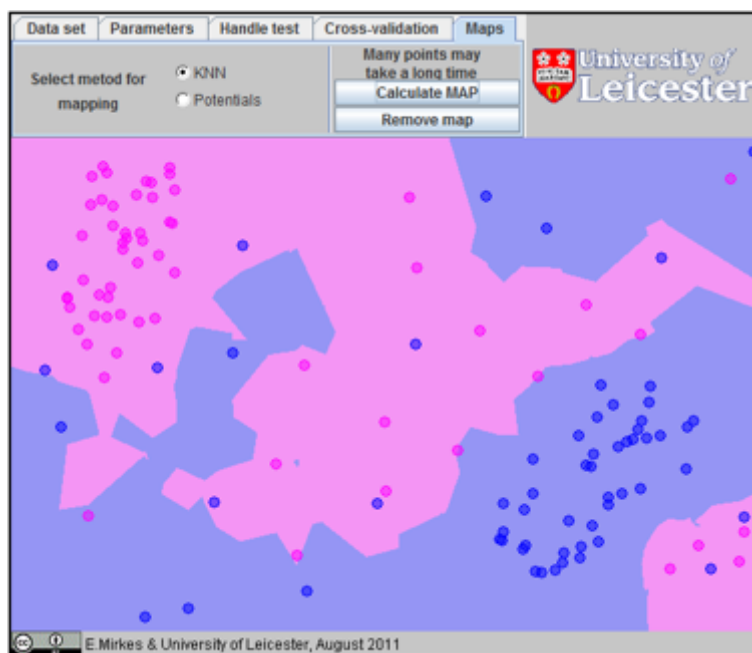 Data set Parameters Handle test Cross-validation Maps
Select metod for
mapping
KNN
Potentials
Many points may
take a long time
Calculate MAP
Remove map
University of
Leicester
cc
E.Mirkes & University of Leicester, August 2011